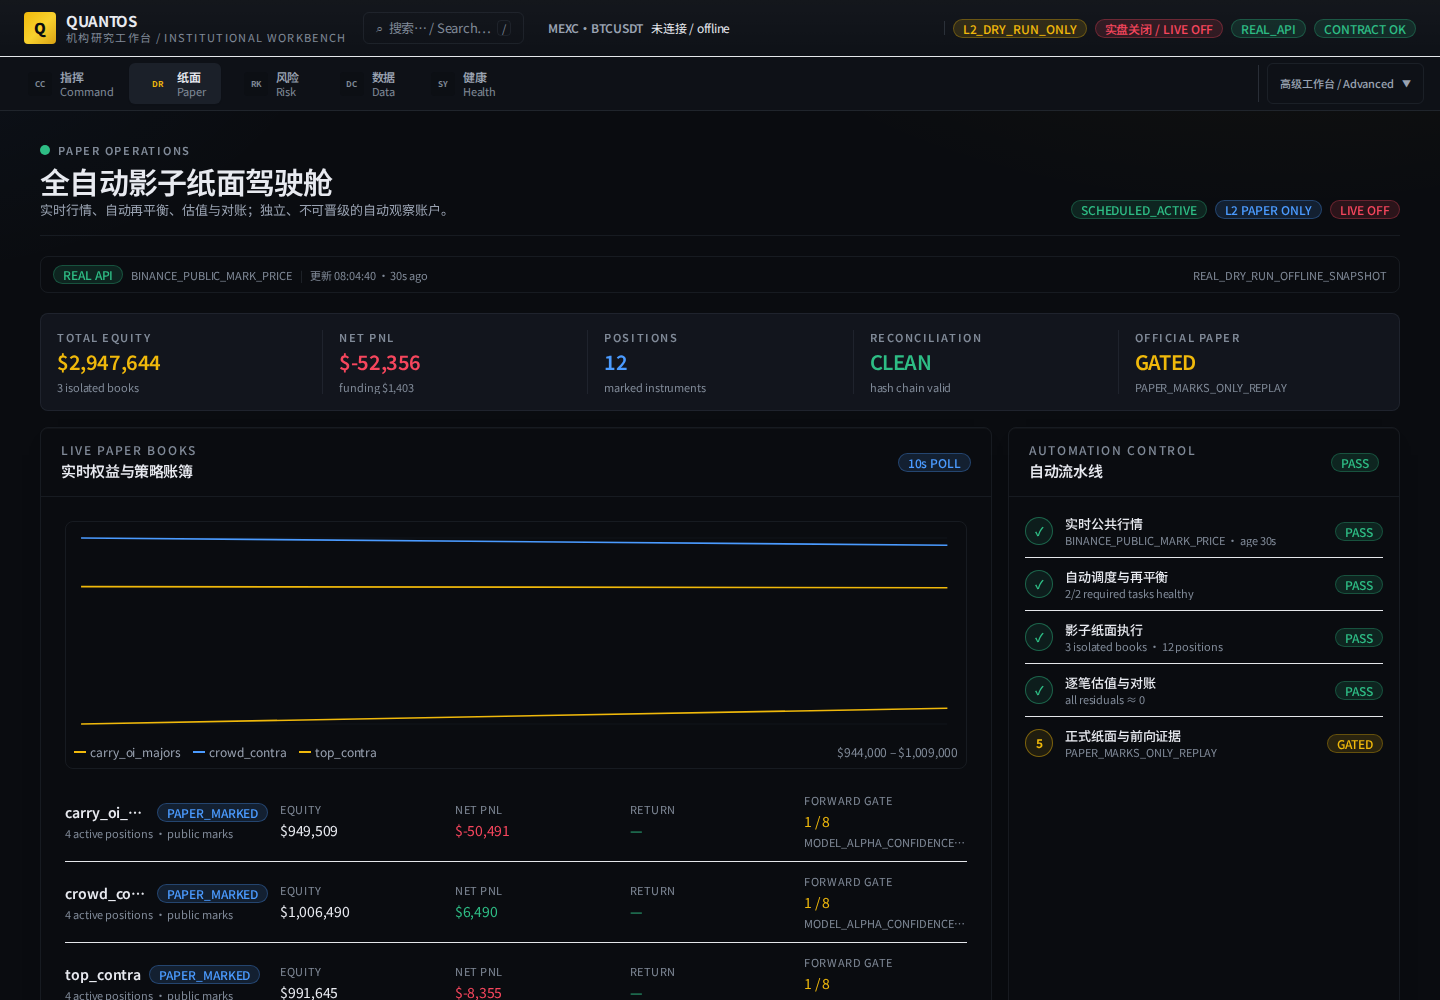 Q
QUANTOS
机构研究工作台 / INSTITUTIONAL WORKBENCH
搜索… / Search… /
MEXC • BTCUSDT 未连接 / offline
L2_DRY_RUN_ONLY
实盘关闭 / LIVE OFF
REAL_API
CONTRACT OK
CC 指挥 Command
DR 纸面 Paper
RK 风险 Risk
DC 数据 Data
SY 健康 Health
高级工作台 / Advanced ▼
PAPER OPERATIONS
全自动影子纸面驾驶舱
实时行情、自动再平衡、估值与对账；独立、不可晋级的自动观察账户。
SCHEDULED_ACTIVE
L2 PAPER ONLY
LIVE OFF
REAL API BINANCE_PUBLIC_MARK_PRICE 更新 08:04:40 • 30s ago
REAL_DRY_RUN_OFFLINE_SNAPSHOT
TOTAL EQUITY
$2,947,644
3 isolated books
NET PNL
$-52,356
funding $1,403
POSITIONS
12
marked instruments
RECONCILIATION
CLEAN
hash chain valid
OFFICIAL PAPER
GATED
PAPER_MARKS_ONLY_REPLAY
LIVE PAPER BOOKS
实时权益与策略账簿
10s POLL
carry_oi_majors crowd_contra top_contra
$944,000 – $1,009,000
carry_oi_… PAPER_MARKED
4 active positions • public marks
EQUITY
$949,509
NET PNL
$-50,491
RETURN
—
FORWARD GATE
1 / 8
MODEL_ALPHA_CONFIDENCE…
crowd_co… PAPER_MARKED
4 active positions • public marks
EQUITY
$1,006,490
NET PNL
$6,490
RETURN
—
FORWARD GATE
1 / 8
MODEL_ALPHA_CONFIDENCE…
top_contra PAPER_MARKED
4 active positions • public marks
EQUITY
$991,645
NET PNL
$-8,355
RETURN
—
FORWARD GATE
1 / 8
AUTOMATION CONTROL
自动流水线
PASS
✓ 实时公共行情
BINANCE_PUBLIC_MARK_PRICE • age 30s
PASS
✓ 自动调度与再平衡
2/2 required tasks healthy
PASS
✓ 影子纸面执行
3 isolated books • 12 positions
PASS
✓ 逐笔估值与对账
all residuals ≈ 0
PASS
5 正式纸面与前向证据
PAPER_MARKS_ONLY_REPLAY
GATED